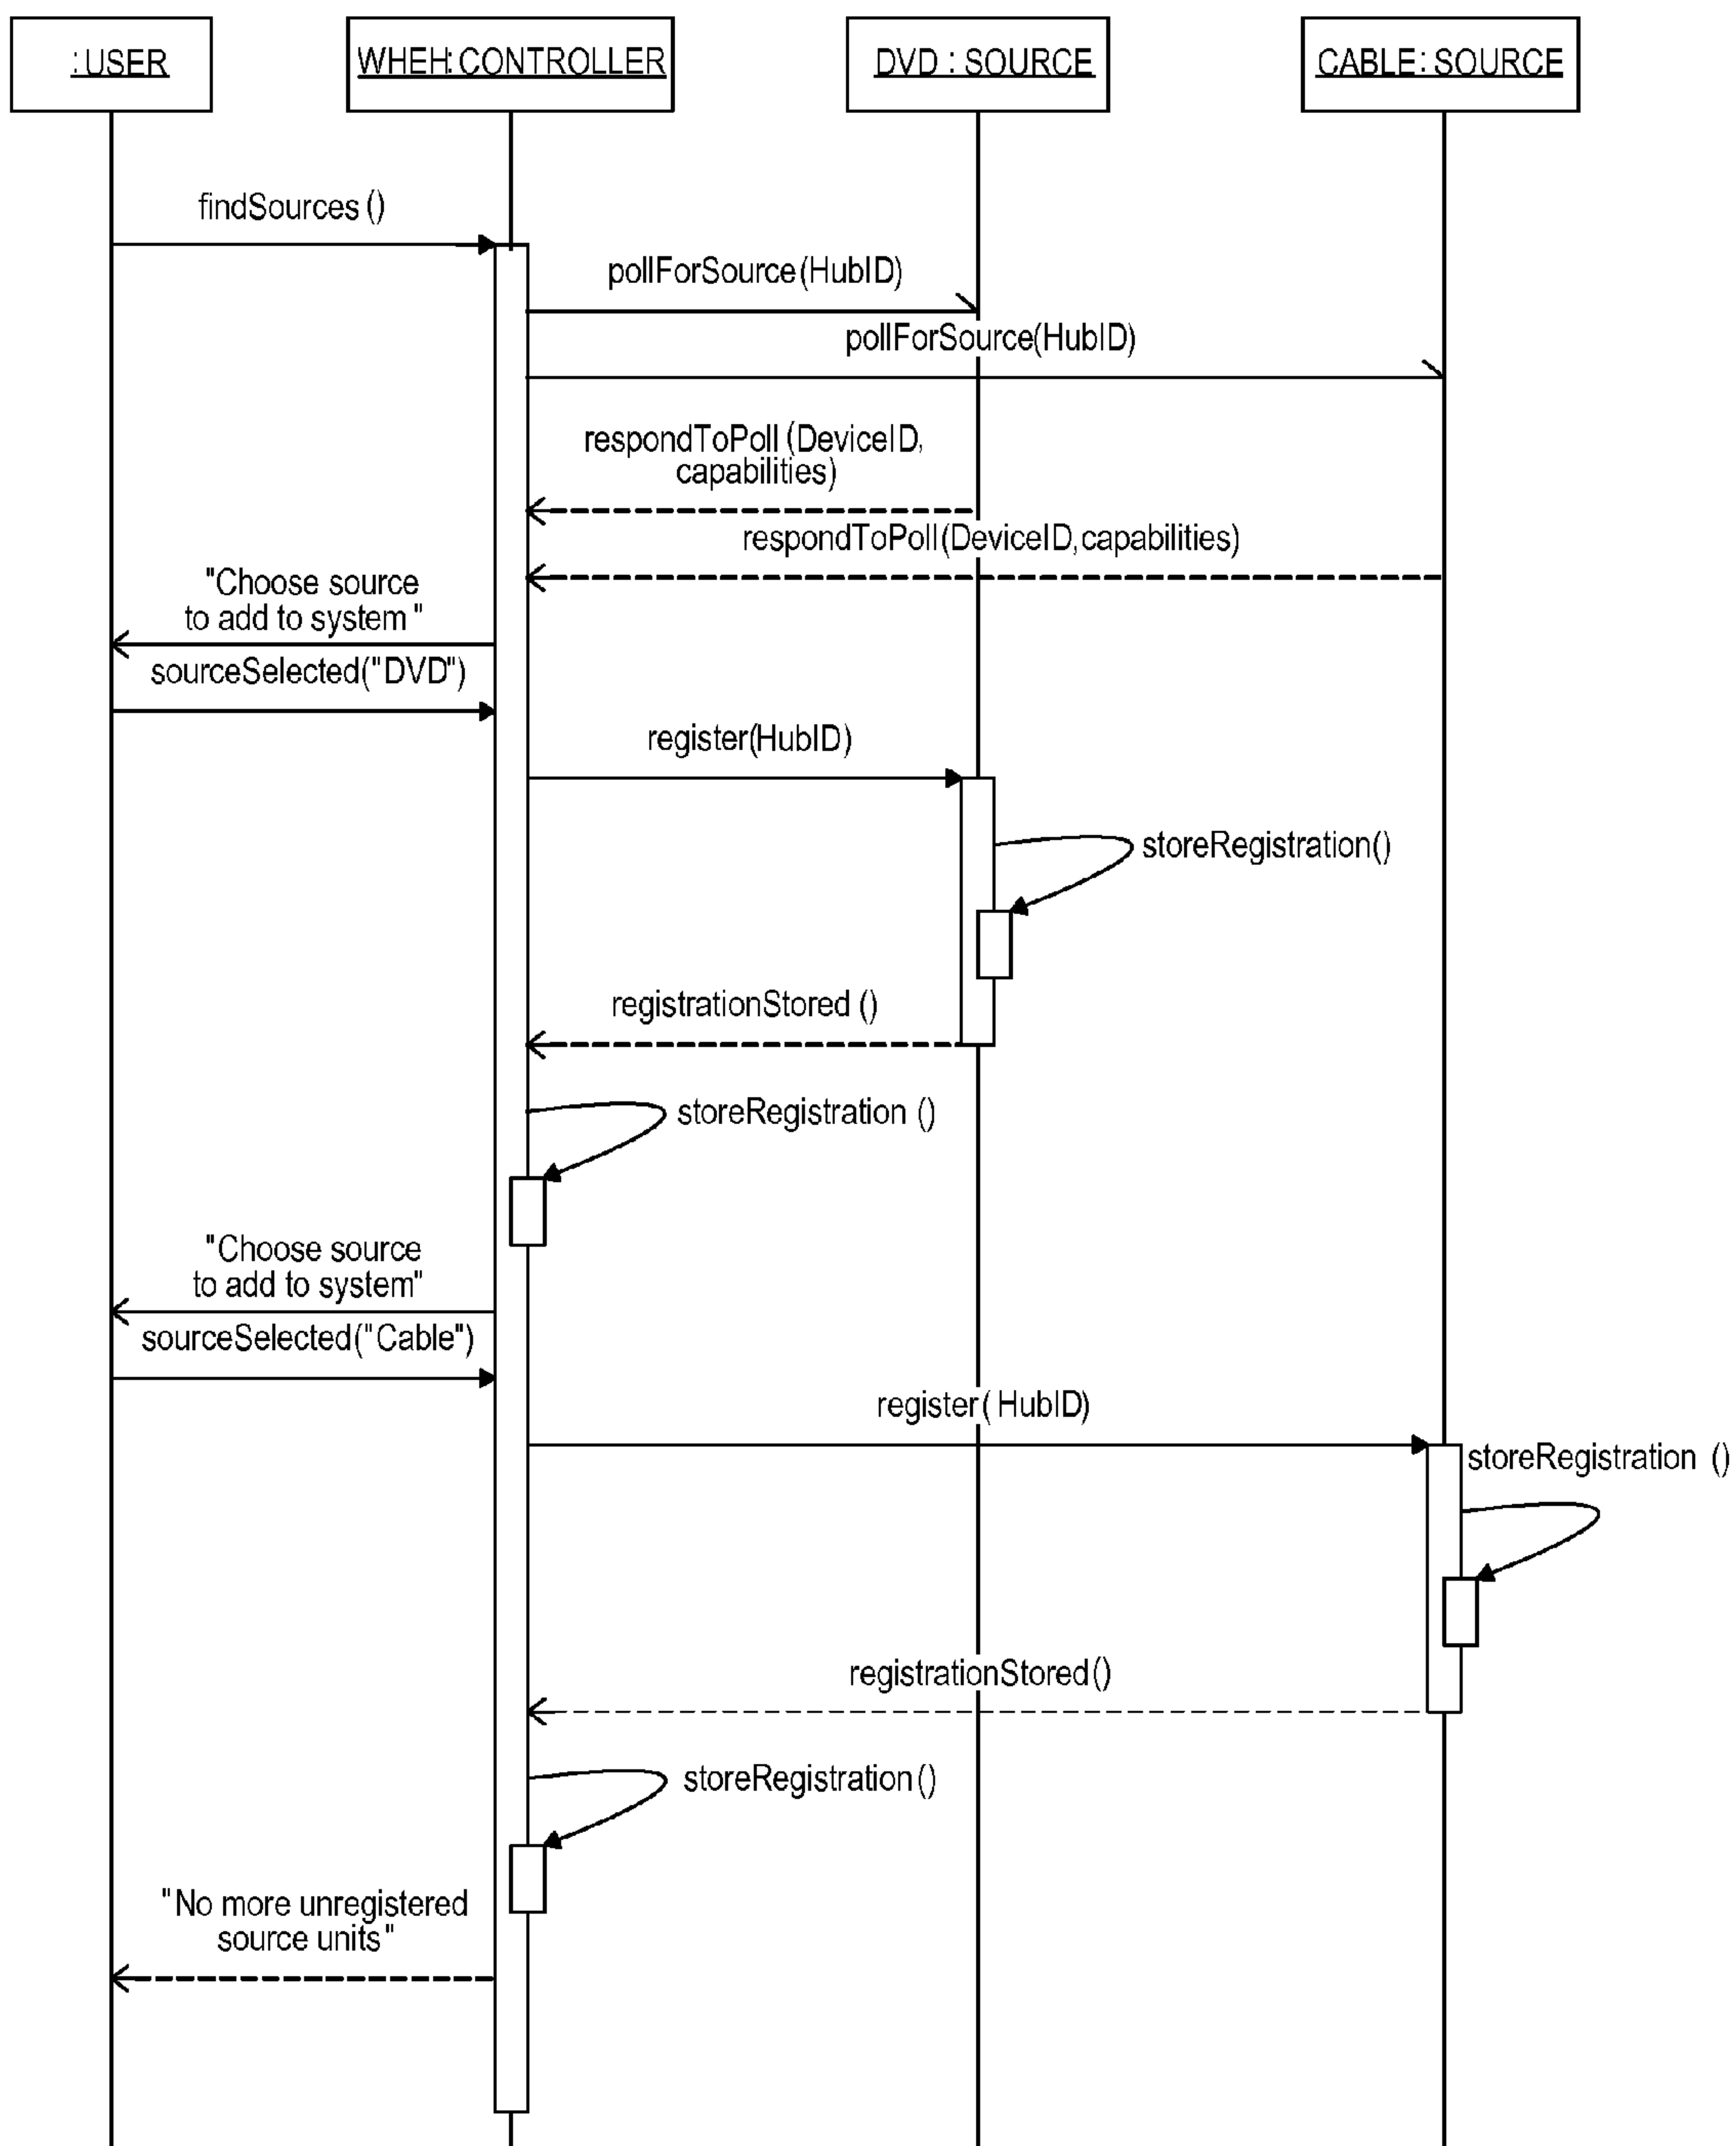 :USER
WHEH:CONTROLLER
DVD : SOURCE
CABLE: SOURCE
findSources ()
pollForSource(HubID)
pollForSource(HubID)
respondToPoll (DeviceID,
capabilities)
respondToPoll(DeviceID,capabilities)
"Choose source
to add to system "
sourceSelected("DVD")
register(HubID)
storeRegistration()
registrationStored ()
storeRegistration ()
"Choose source
to add to system"
sourceSelected("Cable")
register( HubID)
storeRegistration ()
registrationStored()
storeRegistration()
"No more unregistered
source units"